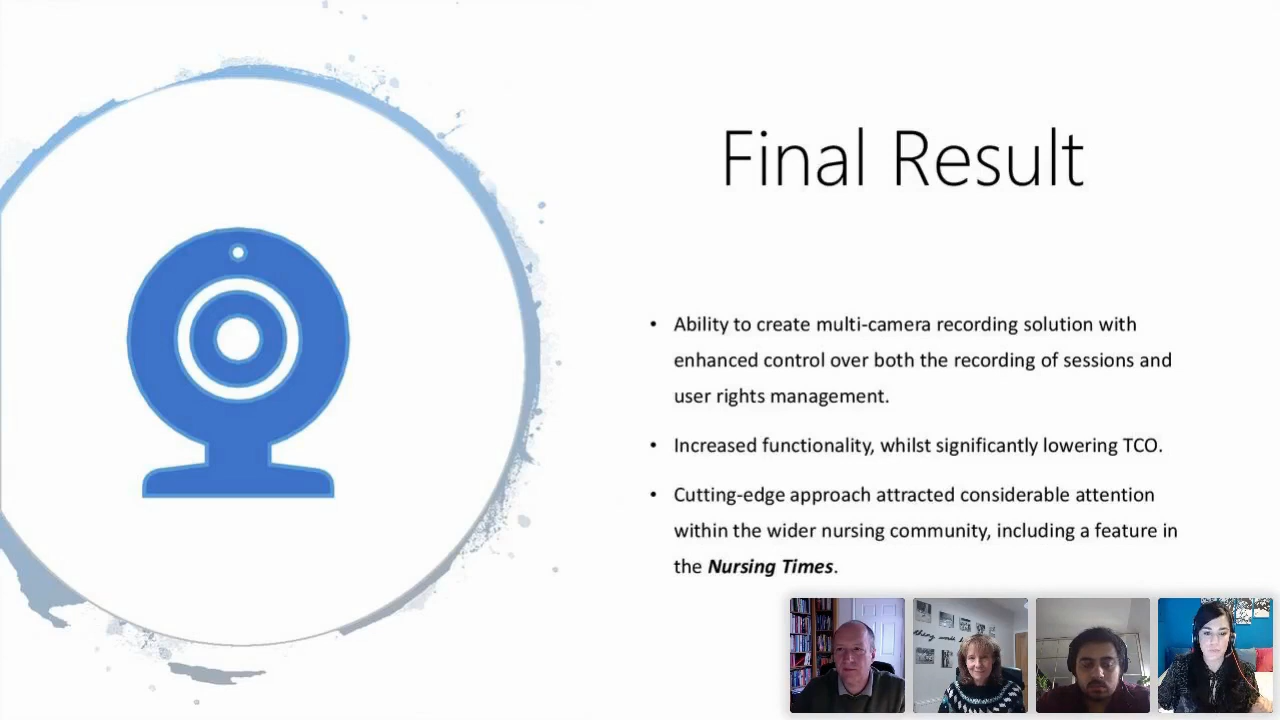 Final Result
• Ability to create multi-camera recording solution with
enhanced control over both the recording of sessions and
user rights management.
• Increased functionality, whilst significantly lowering TCO.
• Cutting-edge approach attracted considerable attention
within the wider nursing community, including a feature in
the Nursing Times.